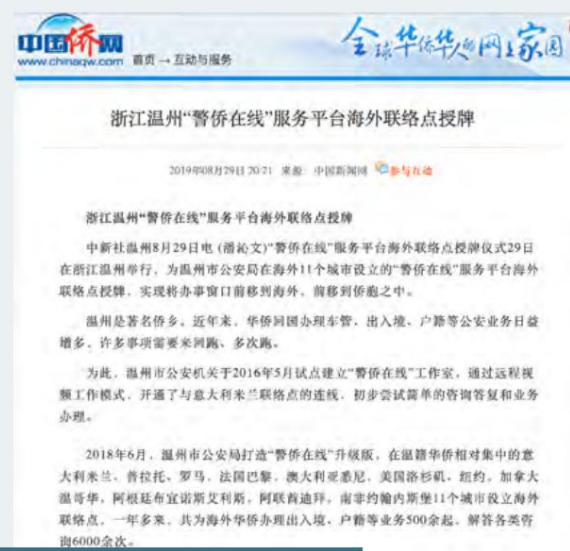 中国侨网
www.chinaqw.com 首页 → 互动与服务
全球华侨华人的网上家园
浙江温州“警侨在线”服务平台海外联络点授牌
2019年08月29日 20:21 来源：中国新闻网 参与互动
浙江温州“警侨在线”服务平台海外联络点授牌
中新社温州8月29日电 (潘沁文)“警侨在线”服务平台海外联络点授牌仪式29日
在浙江温州举行，为温州市公安局在海外11个城市设立的“警侨在线”服务平台海外
联络点授牌，实现将办事窗口前移到海外、前移到侨胞之中。
温州是著名侨乡。近年来，华侨回国办理车管、出入境、户籍等公安业务日益
增多，许多事项需要来回跑、多次跑。
为此，温州市公安机关于2016年5月试点建立“警侨在线”工作室，通过远程视
频工作模式，开通了与意大利米兰联络点的连线，初步尝试简单的咨询答复和业务
办理。
2018年6月，温州市公安局打造“警侨在线”升级版，在温籍华侨相对集中的意
大利米兰、普拉托、罗马，法国巴黎，澳大利亚悉尼，美国洛杉矶、纽约，加拿大
温哥华，阿根廷布宜诺斯艾利斯，阿联酋迪拜，南非约翰内斯堡11个城市设立海外
联络点，一年多来，共为海外华侨办理出入境、户籍等业务500余起，解答各类咨
询6000余次。